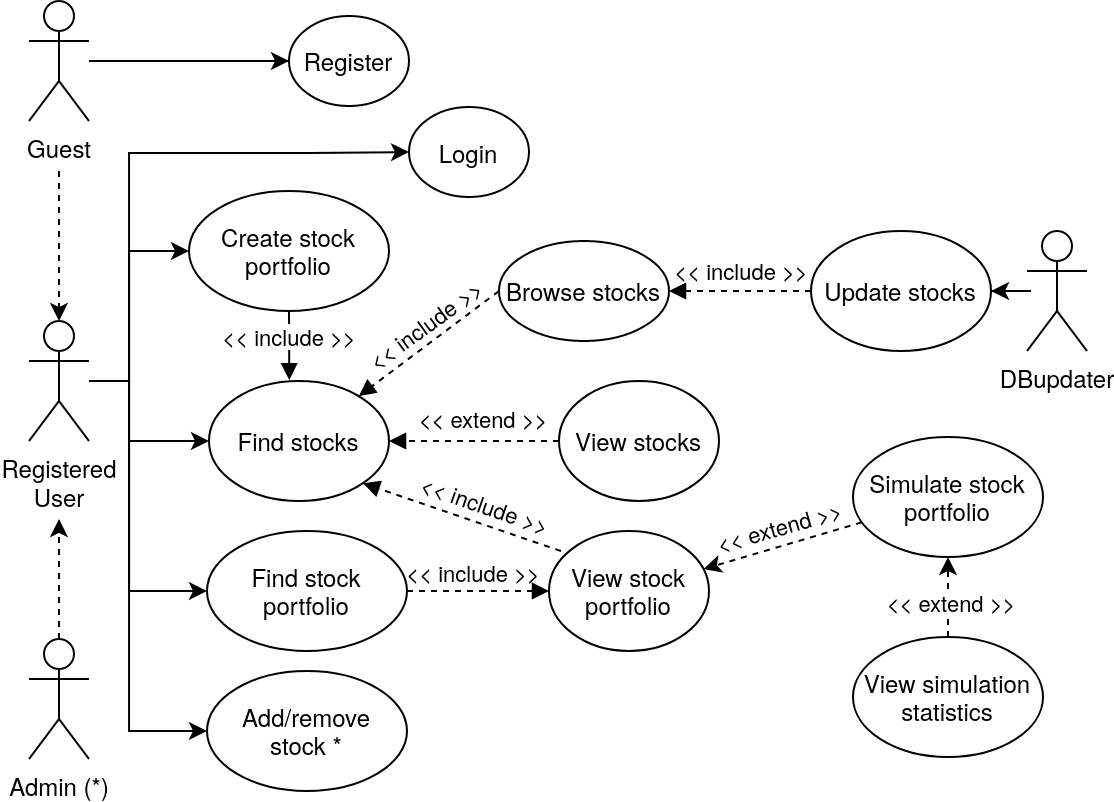 Register
Guest
Login
Create stock
portfolio
<< include >>
Browse stocks
<< include >>
<< include >>
Update stocks
DBupdater
Registered
User
Find stocks
<< extend >>
View stocks
<< include >>
Simulate stock
portfolio
<< extend >>
Find stock
portfolio
<< include >>
View stock
portfolio
<< extend >>
View simulation
statistics
Add/remove
stock *
Admin (*)